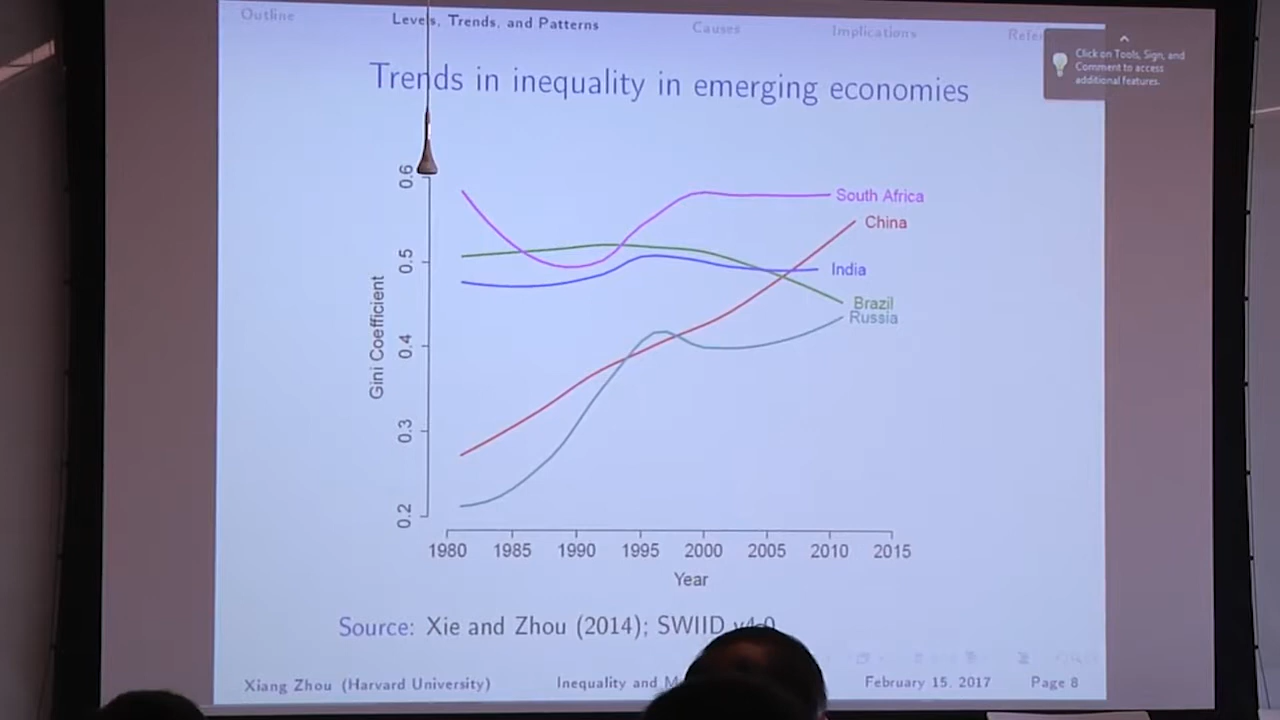 Outline
Levels, Trends, and Patterns
Causes
Implications
Click on Tools, Sign, and
Comment to access
additional features.
Trends in inequality in emerging economies
0.6
0.5
0.4
0.3
0.2
Gini Coefficient
South Africa
China
India
Brazil
Russia
1980 1985 1990 1995 2000 2005 2010 2015
Year
Source: Xie and Zhou (2014); SWIID v4.0
Xiang Zhou (Harvard University)
Inequality and
February 15, 2017
Page 8